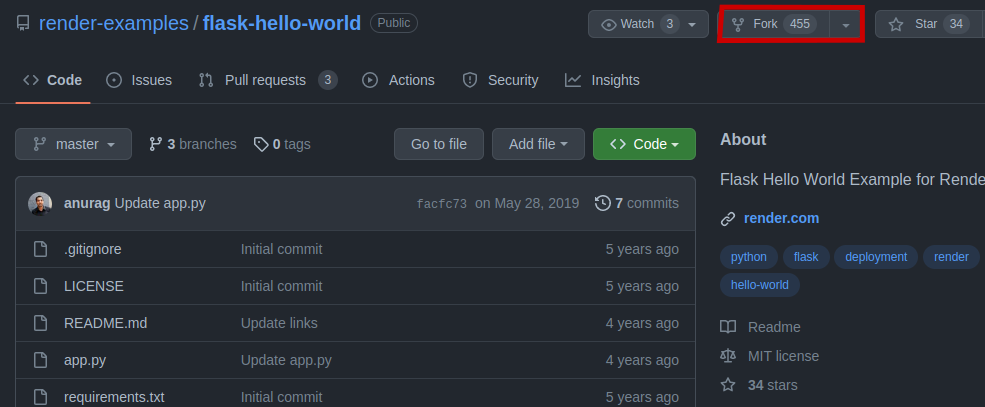 render-examples / flask-hello-world Public Watch 3 Fork 455 Star 34
Code Issues Pull requests 3 Actions Security Insights
master 3 branches 0 tags Go to file Add file Code
anurag Update app.py facfc73 on May 28, 2019 7 commits
.gitignore Initial commit 5 years ago
LICENSE Initial commit 5 years ago
README.md Update links 4 years ago
app.py Update app.py 4 years ago
requirements.txt Initial commit 5 years ago
About
Flask Hello World Example for Rende
render.com
python flask deployment render
hello-world
Readme
MIT license
34 stars